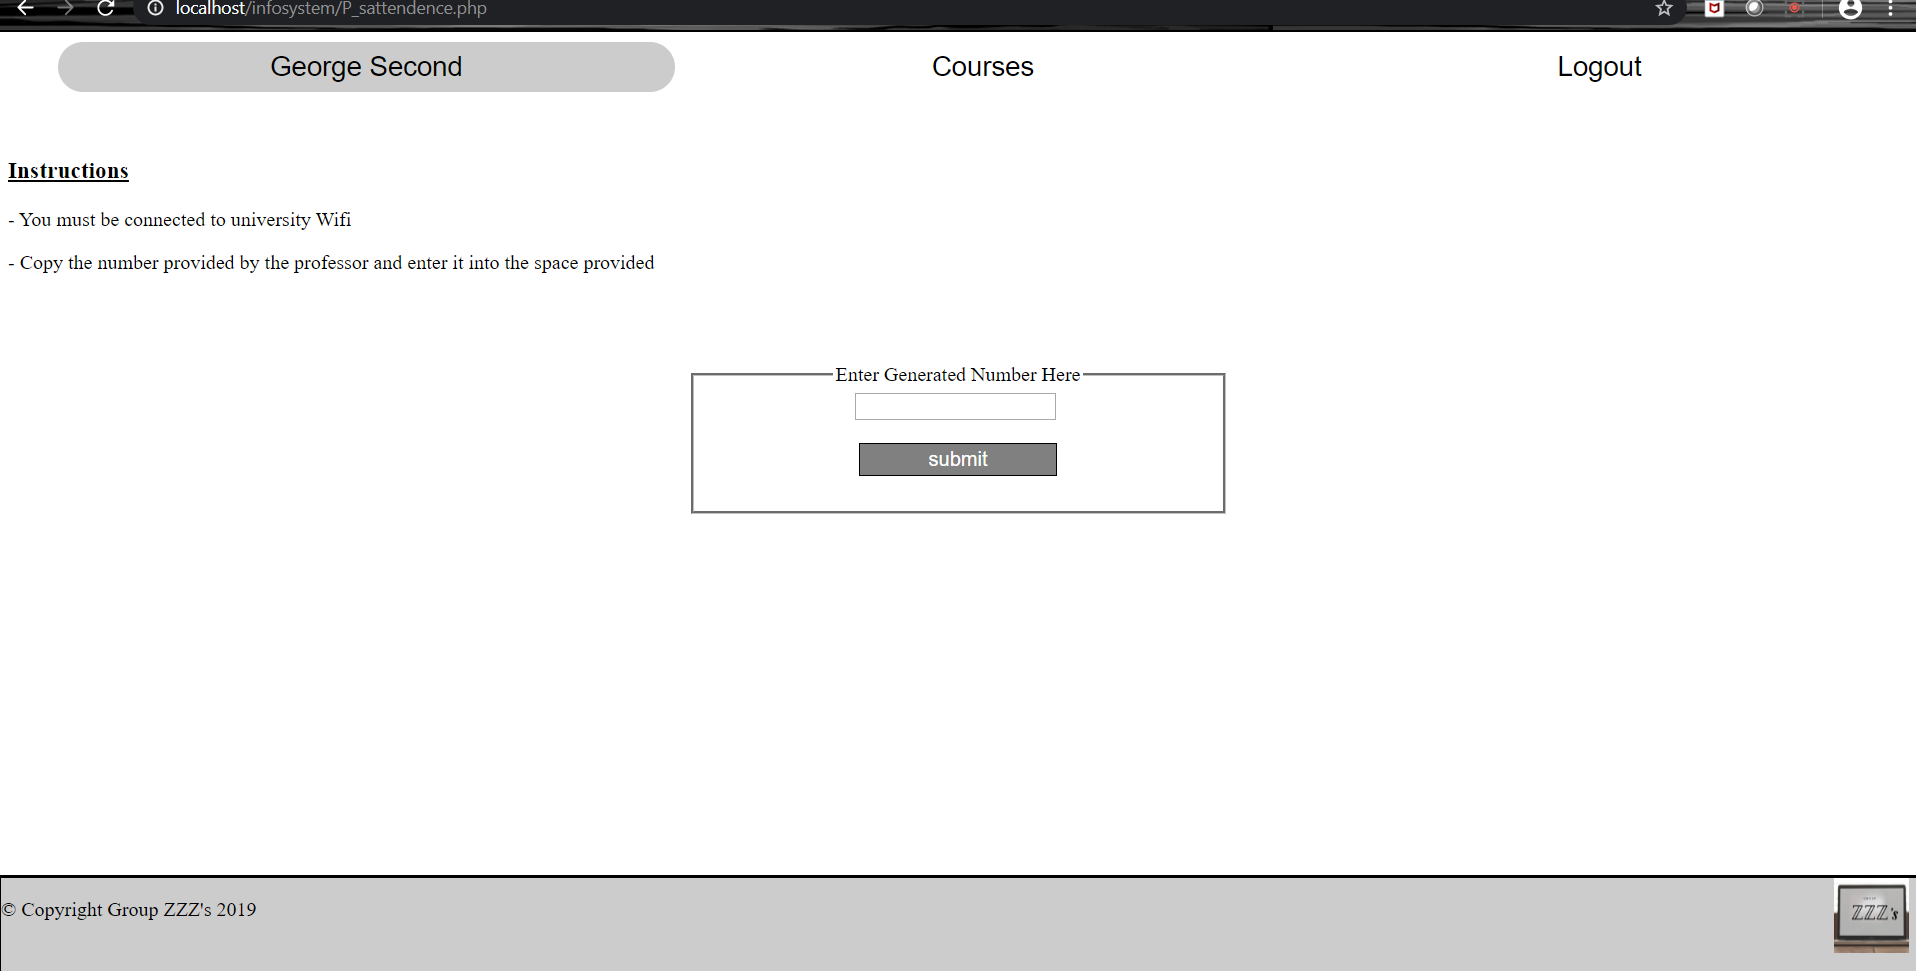 localhost/infosystem/P_sattendence.php
George Second Courses Logout
Instructions
- You must be connected to university Wifi
- Copy the number provided by the professor and enter it into the space provided
Enter Generated Number Here
submit
© Copyright Group ZZZ's 2019
ZZZ's